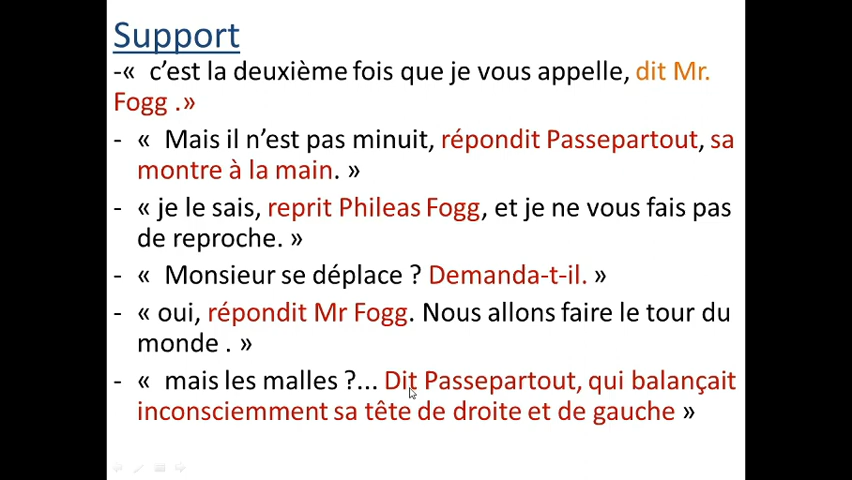 Support
-«  c’est la deuxième fois que je vous appelle, dit Mr.
Fogg .»
- «  Mais il n’est pas minuit, répondit Passepartout, sa
montre à la main. »
- « je le sais, reprit Phileas Fogg, et je ne vous fais pas
de reproche. »
- «  Monsieur se déplace ? Demanda-t-il. »
- « oui, répondit Mr Fogg. Nous allons faire le tour du
monde . »
- «  mais les malles ?... Dit Passepartout, qui balançait
inconsciemment sa tête de droite et de gauche »